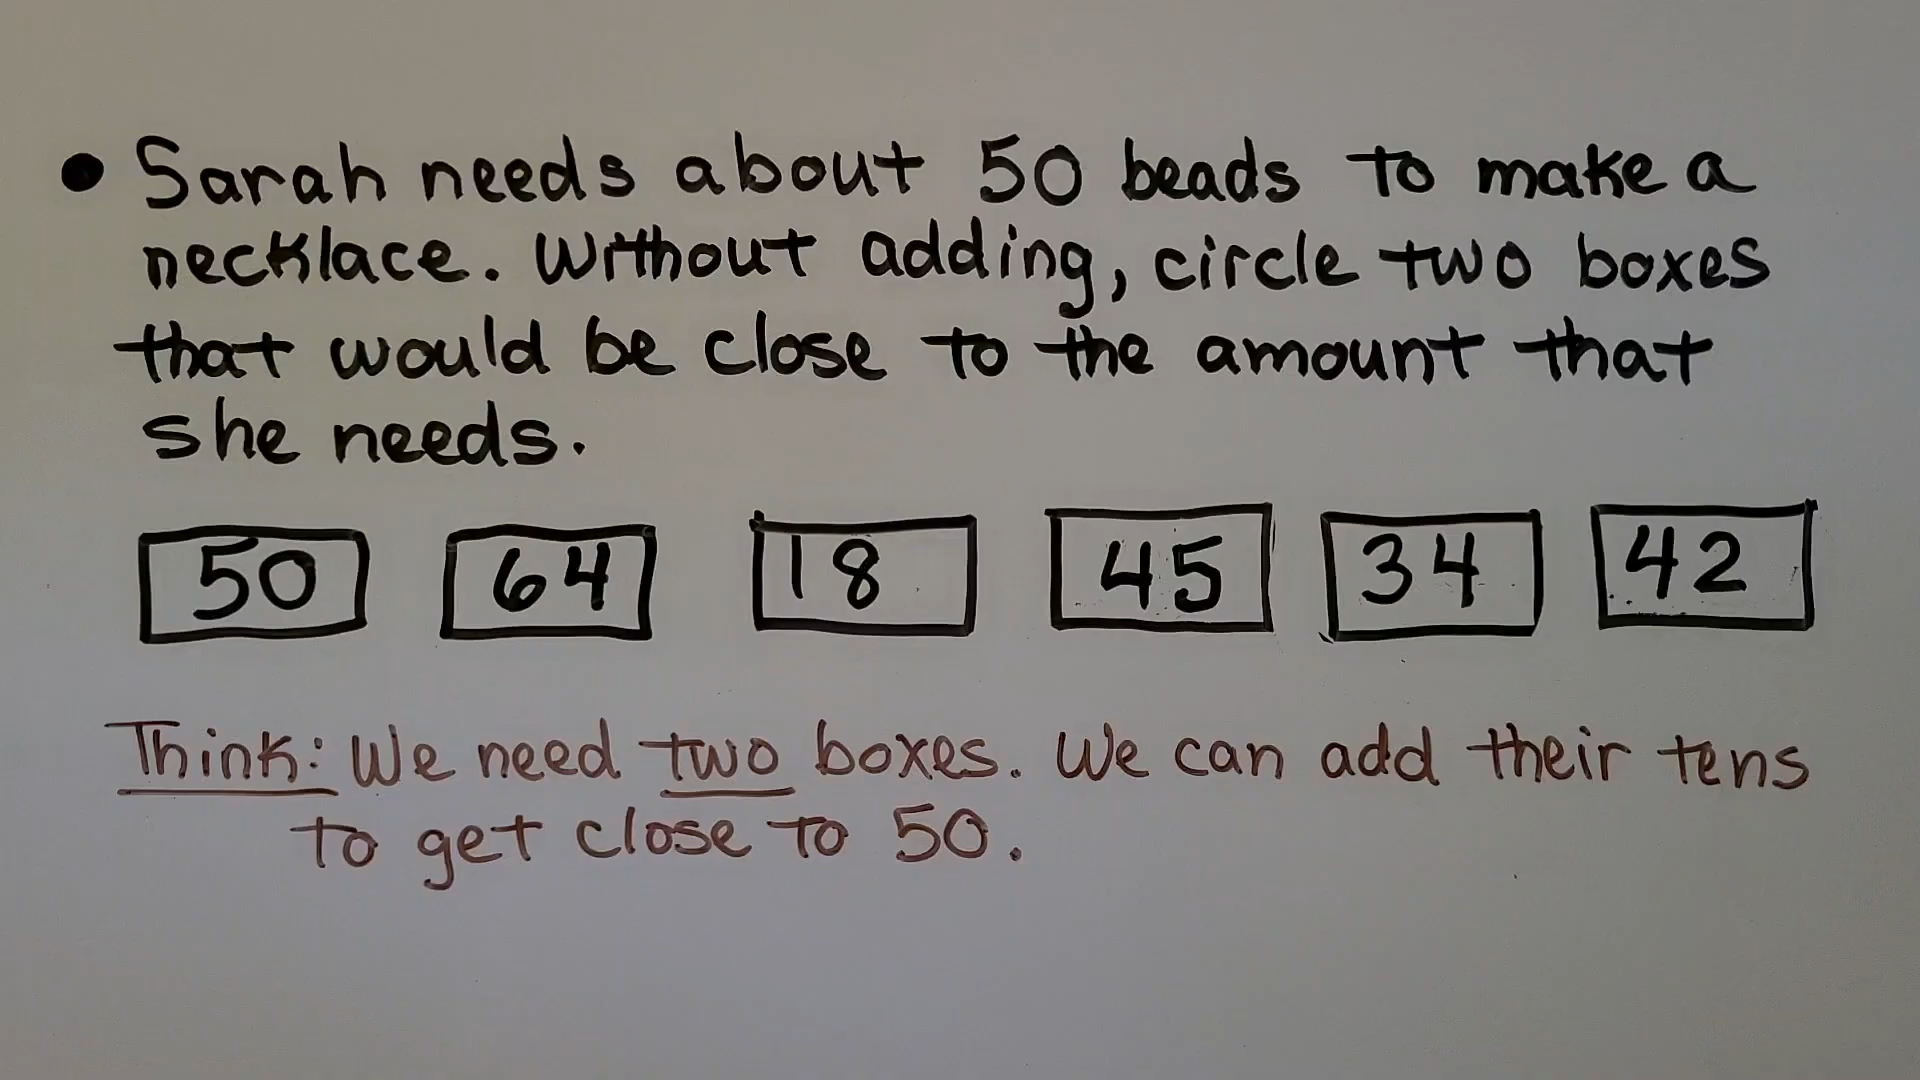 • Sarah needs about 50 beads to make a
necklace. Without adding, circle two boxes
that would be close to the amount that
she needs.
50 64 18 45 34 42
Think: We need two boxes. We can add their tens
to get close to 50.